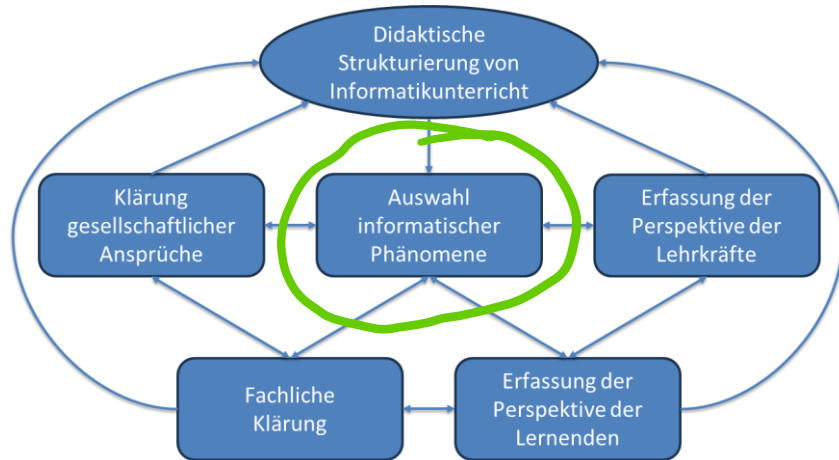 Didaktische
Strukturierung von
Informatikunterricht
Klärung
gesellschaftlicher
Ansprüche
Auswahl
informatischer
Phänomene
Erfassung der
Perspektive der
Lehrkräfte
Fachliche
Klärung
Erfassung der
Perspektive der
Lernenden